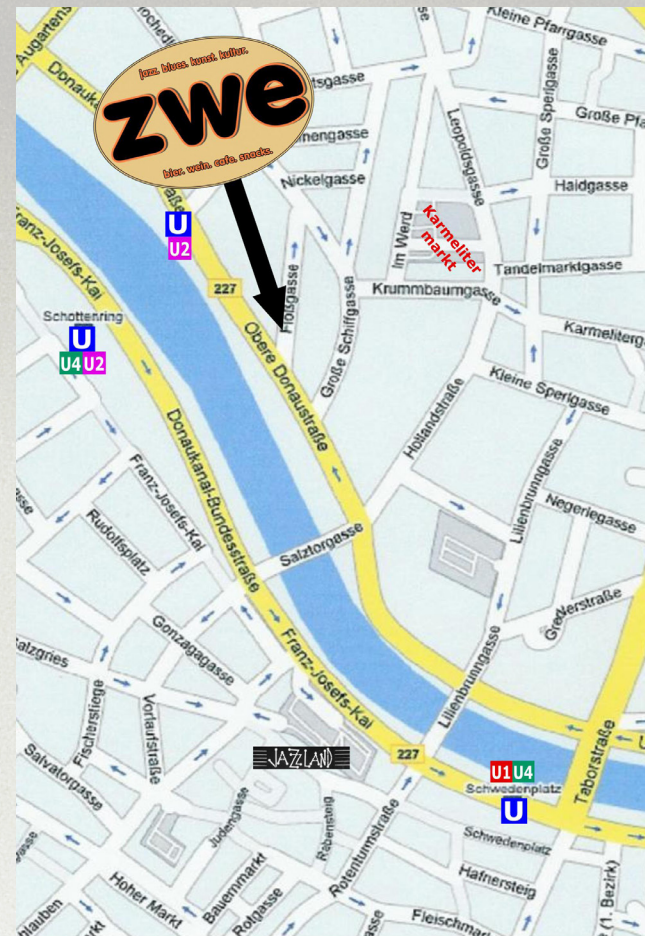 Kleine Pfarrgasse
Augartens
jazz. blues. kunst. kultur.
zwe
bier. wein. cafe. snacks.
tsgasse
Große Sperlgasse
Große Pfa
Leopoldsgasse
nengasse
Nickelgasse
Haidgasse
U
U2
Im Werd
Karmeliter
markt
Tandelmarktgasse
Franz-Josefs-Kai
227
Krummbaumgasse
Floßgasse
Große Schiffgasse
Schottenring
U
U4 U2
Obere Donaustraße
Karmeliterg
Kleine Sperlgasse
Hollandstraße
Donaukanal-Bundesstraße
Franz-Josefs-Kai
Rudolfsplatz
Lilienbrunngasse
Negerlegasse
Salztorgasse
Gredlerstraße
Gonzagagasse
alzgries
Franz-Josefs-Kai
Lilienbrunngasse
Fischerstiege
Vorlaufstraße
Salvatorgasse
JAZZLAND
227
U1 U4
Schwedenplatz
U
Taborstraße
Judengasse
Rabensteig
Rotenturmstraße
Schwedenplatz
Hafnersteig
Hoher Markt
Bauernmarkt
Rotgasse
Fleischmar
(1. Bezirk)